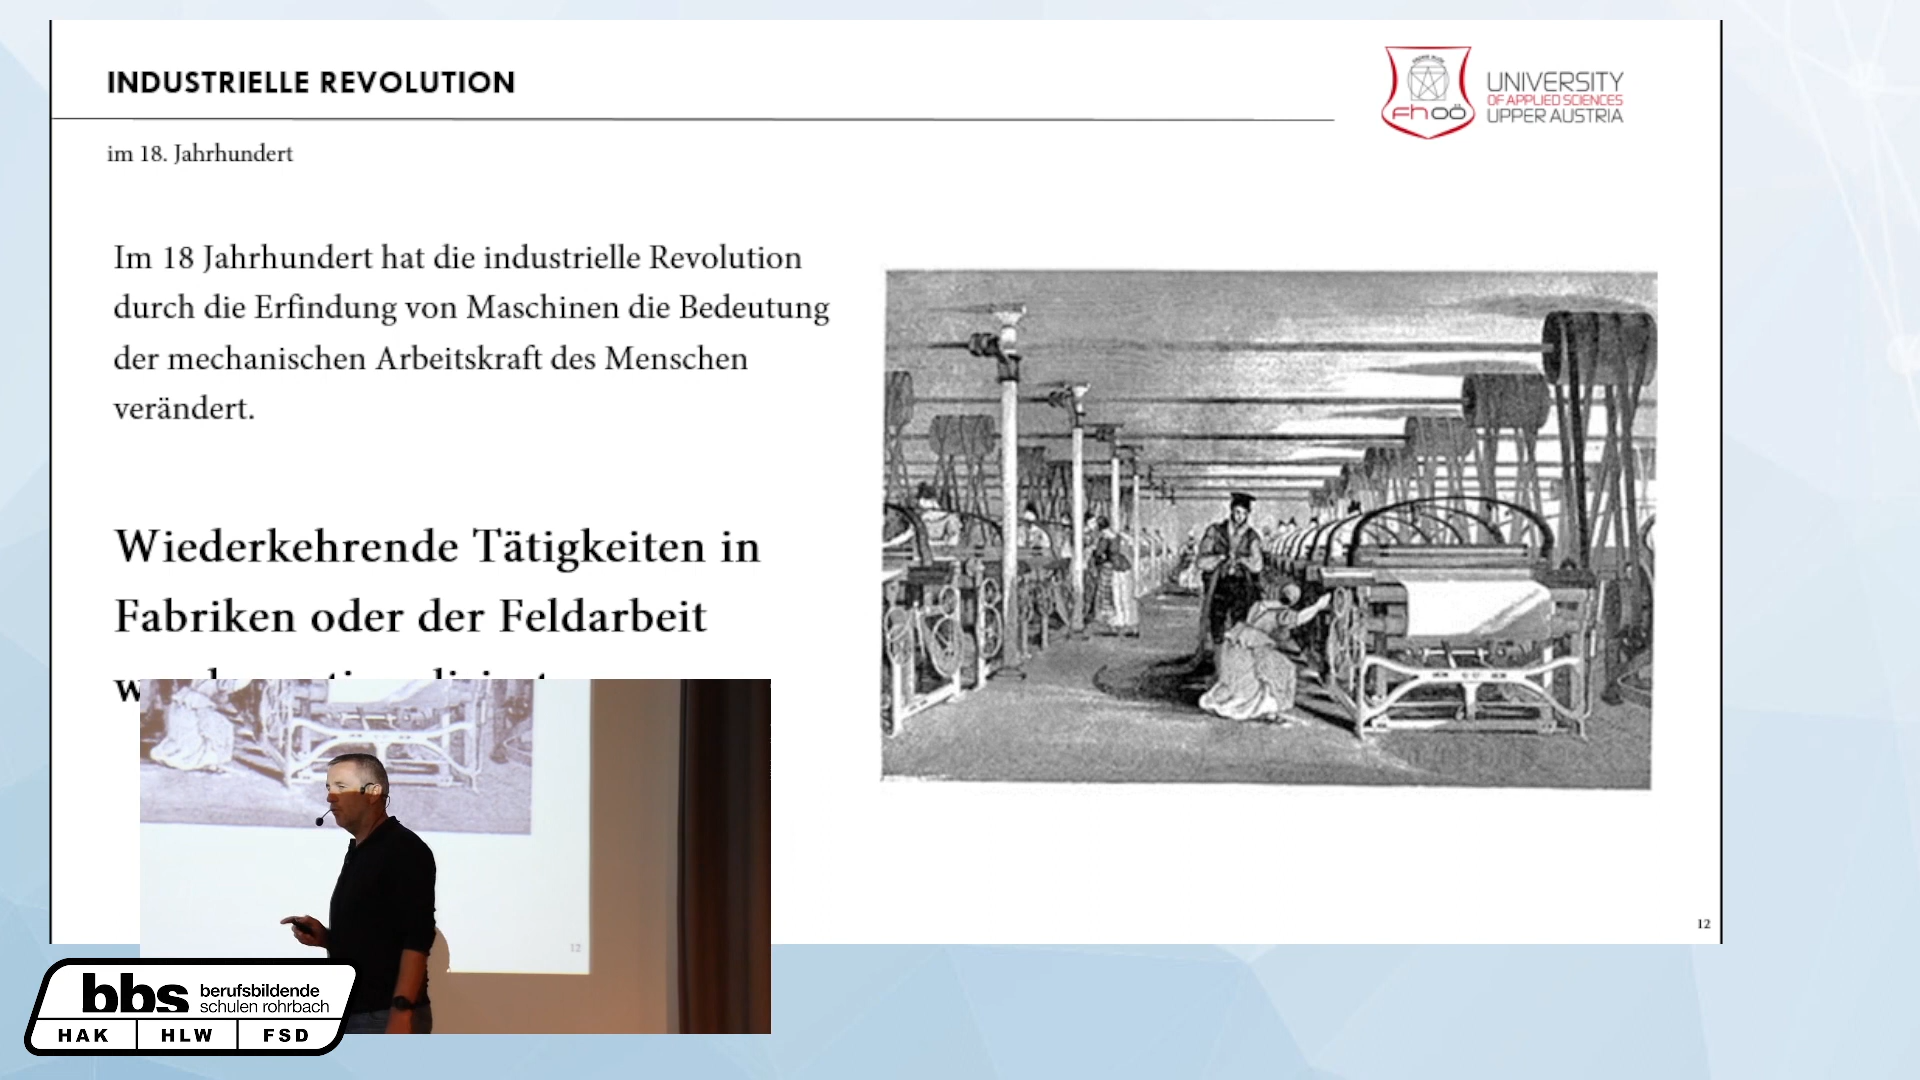 INDUSTRIELLE REVOLUTION
UNIVERSITY
OF APPLIED SCIENCES
UPPER AUSTRIA
fhoö
im 18. Jahrhundert
Im 18 Jahrhundert hat die industrielle Revolution
durch die Erfindung von Maschinen die Bedeutung
der mechanischen Arbeitskraft des Menschen
verändert.
Wiederkehrende Tätigkeiten in
Fabriken oder der Feldarbeit
12
12
bbs berufsbildende
schulen rohrbach
HAK HLW FSD